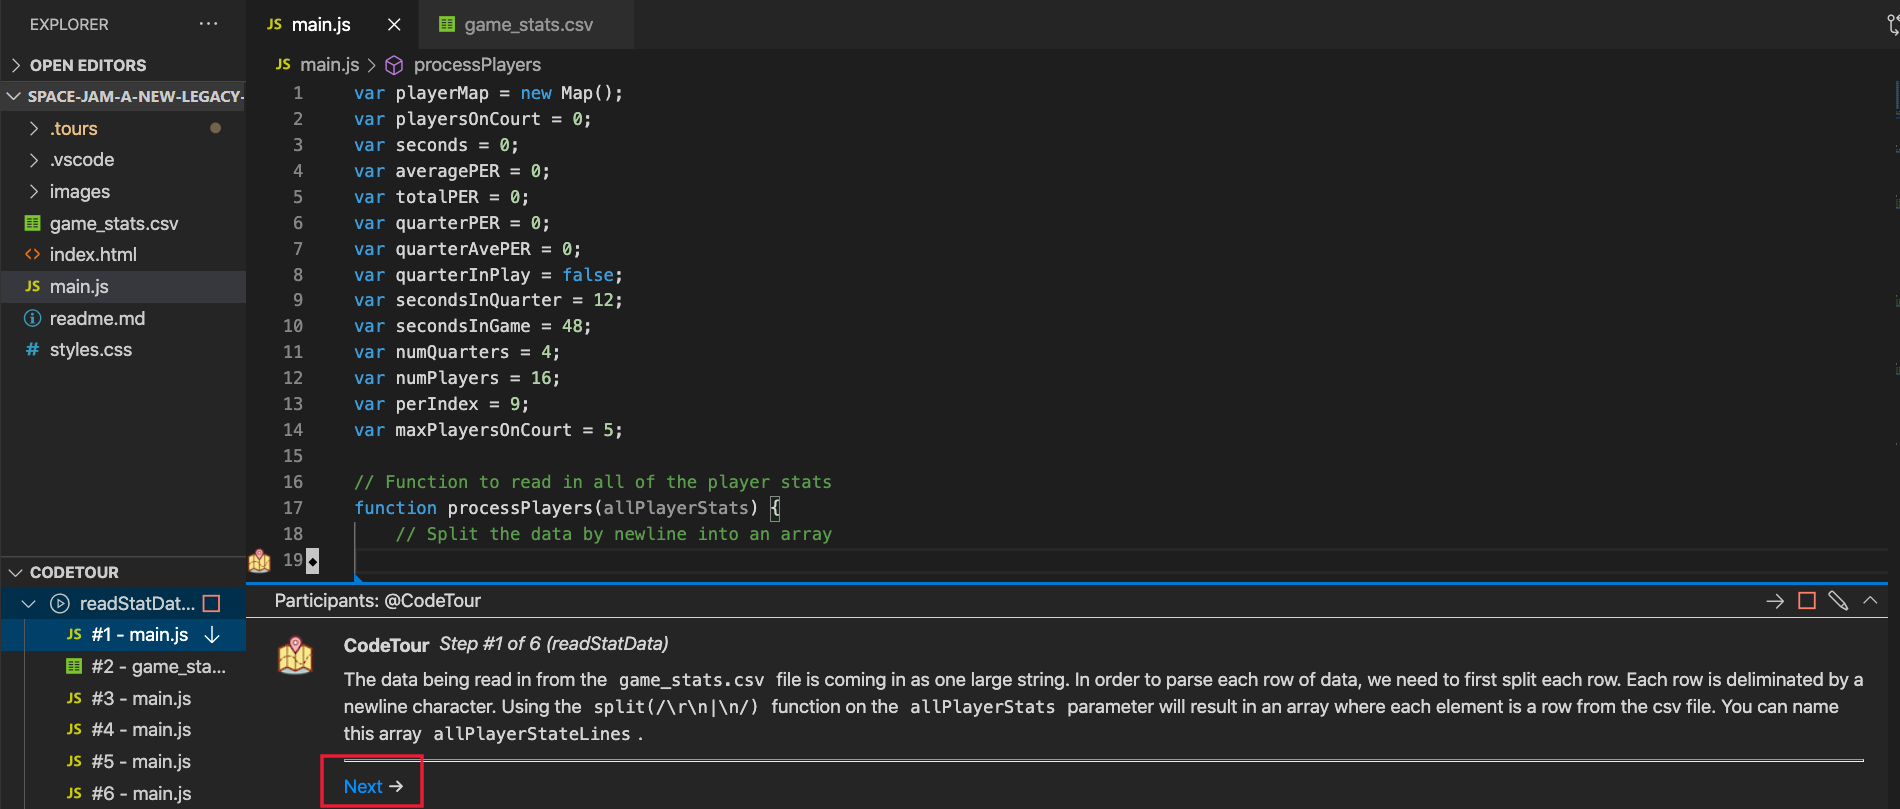 EXPLORER
OPEN EDITORS
SPACE-JAM-A-NEW-LEGACY-
.tours
.vscode
images
game_stats.csv
index.html
JS main.js
readme.md
# styles.css
CODETOUR
readStatDat...
JS #1 - main.js
#2 - game_sta...
JS #3 - main.js
JS #4 - main.js
JS #5 - main.js
JS #6 - main.js
JS main.js
game_stats.csv
JS main.js > processPlayers
1 var playerMap = new Map();
2 var playersOnCourt = 0;
3 var seconds = 0;
4 var averagePER = 0;
5 var totalPER = 0;
6 var quarterPER = 0;
7 var quarterAvePER = 0;
8 var quarterInPlay = false;
9 var secondsInQuarter = 12;
10 var secondsInGame = 48;
11 var numQuarters = 4;
12 var numPlayers = 16;
13 var perIndex = 9;
14 var maxPlayersOnCourt = 5;
15
16 // Function to read in all of the player stats
17 function processPlayers(allPlayerStats) {
18 // Split the data by newline into an array
19
Participants: @CodeTour
CodeTour Step #1 of 6 (readStatData)
The data being read in from the game_stats.csv file is coming in as one large string. In order to parse each row of data, we need to first split each row. Each row is deliminated by a
newline character. Using the split(/\r\n|\n/) function on the allPlayerStats parameter will result in an array where each element is a row from the csv file. You can name
this array allPlayerStateLines .
Next →